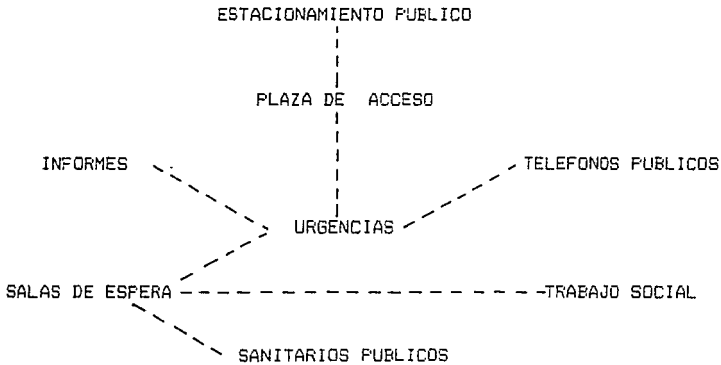 ESTACIONAMIENTO PUBLICO
PLAZA DE ACCESO
INFORMES
TELEFONOS PUBLICOS
URGENCIAS
SALAS DE ESPERA
TRABAJO SOCIAL
SANITARIOS PUBLICOS